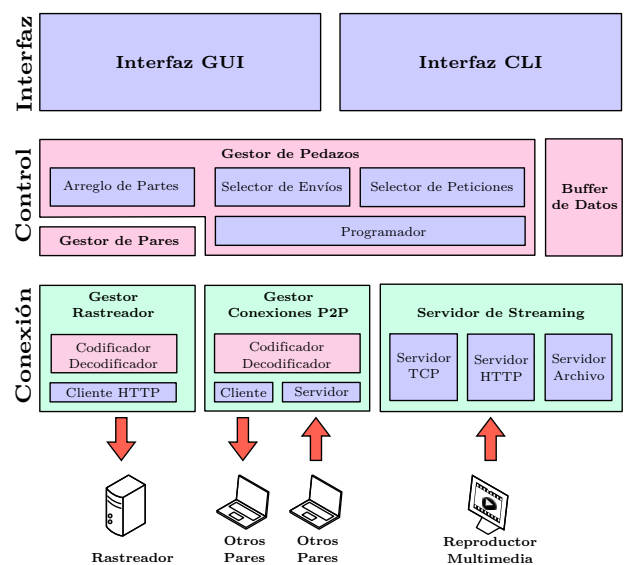 Interfaz
Interfaz GUI
Interfaz CLI
Control
Gestor de Pedazos
Arreglo de Partes
Selector de Envíos
Selector de Peticiones
Programador
Gestor de Pares
Buffer
de Datos
Conexión
Gestor
Rastreador
Codificador
Decodificador
Cliente HTTP
Gestor
Conexiones P2P
Codificador
Decodificador
Cliente
Servidor
Servidor de Streaming
Servidor
TCP
Servidor
HTTP
Servidor
Archivo
Rastreador
Otros
Pares
Otros
Pares
Reproductor
Multimedia